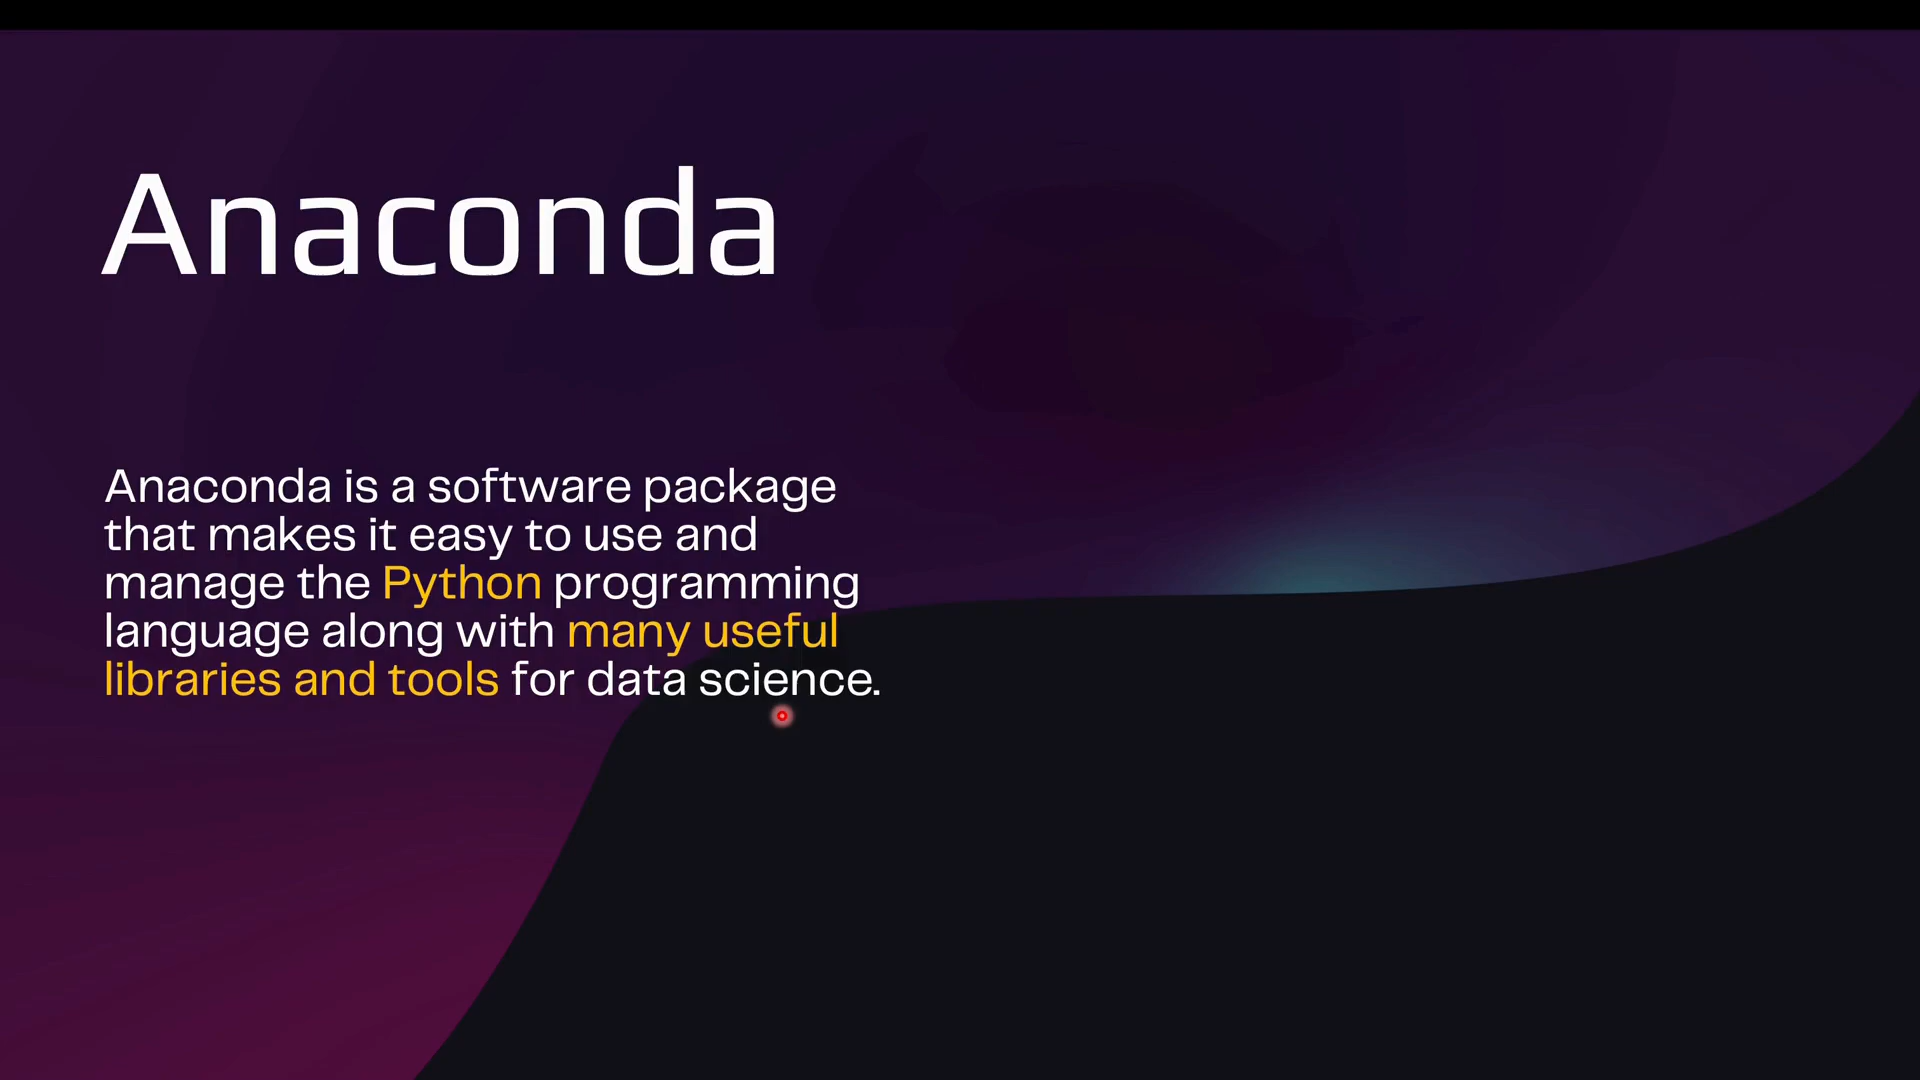 Anaconda
Anaconda is a software package
that makes it easy to use and
manage the Python programming
language along with many useful
libraries and tools for data science.